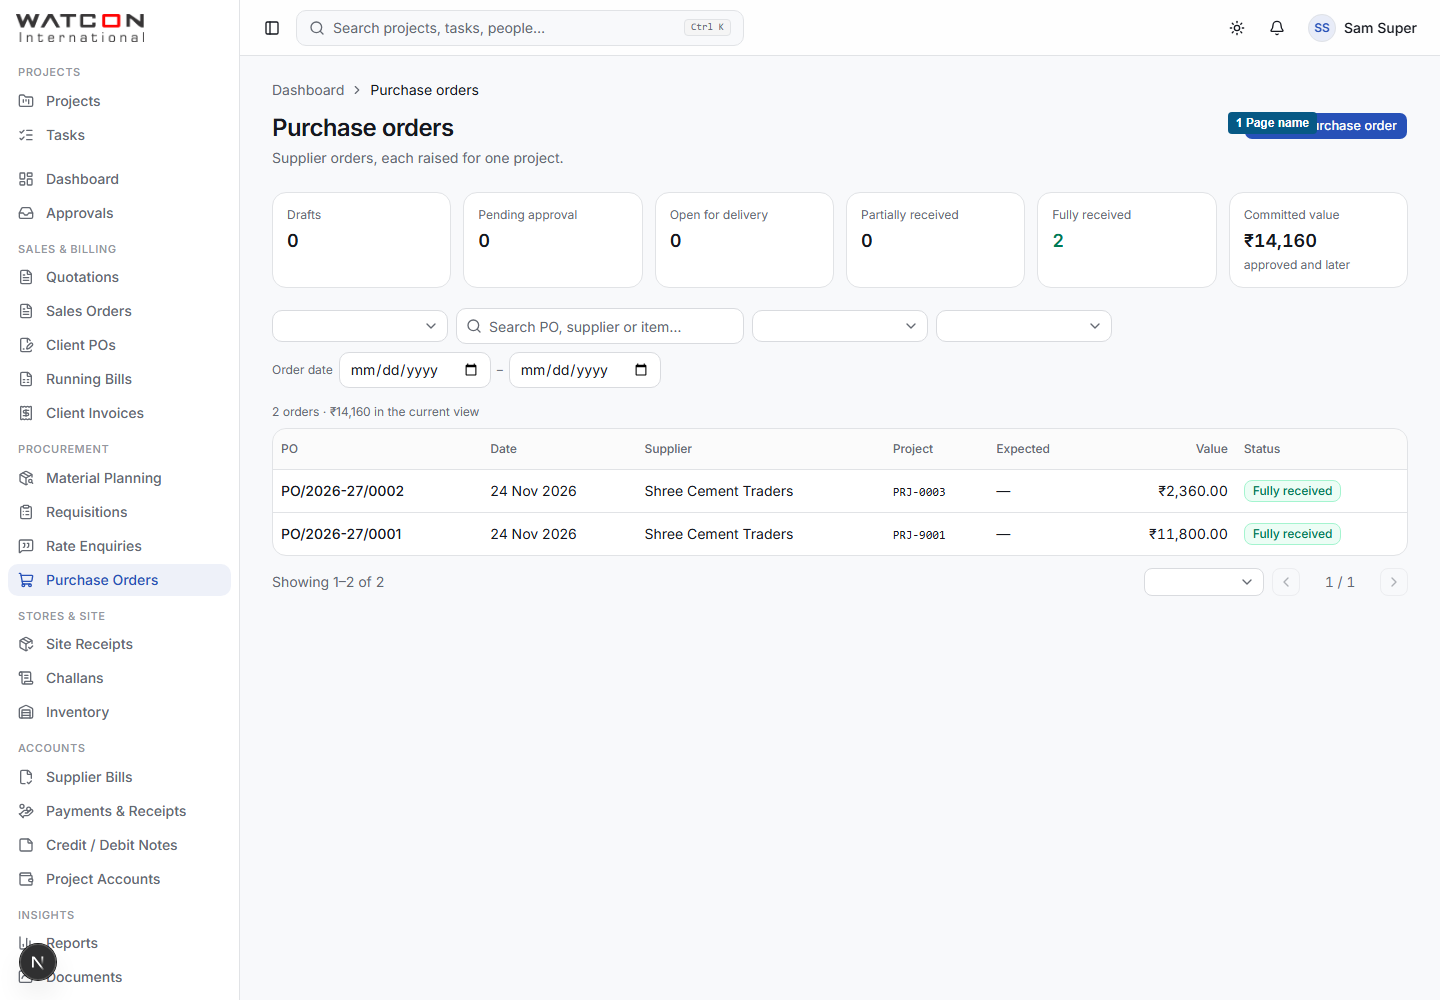 WATCON
International
PROJECTS
Projects
Tasks
Dashboard
Approvals
SALES & BILLING
Quotations
Sales Orders
Client POs
Running Bills
Client Invoices
PROCUREMENT
Material Planning
Requisitions
Rate Enquiries
Purchase Orders
STORES & SITE
Site Receipts
Challans
Inventory
ACCOUNTS
Supplier Bills
Payments & Receipts
Credit / Debit Notes
Project Accounts
INSIGHTS
Reports
Documents
N
Search projects, tasks, people... Ctrl K
SS Sam Super
Dashboard > Purchase orders
Purchase orders
1 Page name urchase order
Supplier orders, each raised for one project.
Drafts
0
Pending approval
0
Open for delivery
0
Partially received
0
Fully received
2
Committed value
₹14,160
approved and later
Search PO, supplier or item...
Order date mm/dd/yyyy – mm/dd/yyyy
2 orders · ₹14,160 in the current view
PO Date Supplier Project Expected Value Status
PO/2026-27/0002 24 Nov 2026 Shree Cement Traders PRJ-0003 — ₹2,360.00 Fully received
PO/2026-27/0001 24 Nov 2026 Shree Cement Traders PRJ-9001 — ₹11,800.00 Fully received
Showing 1–2 of 2
1 / 1